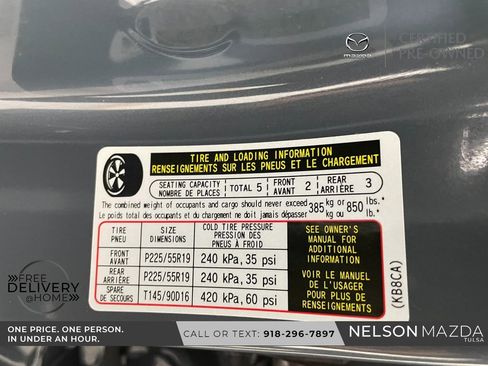 CERTIFIED
PRE-OWNED
mazda
TIRE AND LOADING INFORMATION
RENSEIGNEMENTS SUR LES PNEUS ET LE CHARGEMENT
SEATING CAPACITY
NOMBRE DE PLACES
TOTAL 5
FRONT
AVANT 2
REAR
ARRIÈRE 3
The combined weight of occupants and cargo should never exceed
Le poids total des occupants et du chargement ne doit jamais dépasser
385 kg or kg ou 850 lbs.* lb.*
TIRE
PNEU
SIZE
DIMENSIONS
COLD TIRE PRESSURE
PRESSION DES
PNEUS À FROID
FRONT
AVANT
P225/55R19
240 kPa, 35 psi
REAR
ARRIÈRE
P225/55R19
240 kPa, 35 psi
SPARE
DE SECOURS
T145/90D16
420 kPa, 60 psi
SEE OWNER'S
MANUAL FOR
ADDITIONAL
INFORMATION
VOIR LE MANUEL
DE L'USAGER
POUR PLUS DE
RENSEIGNEMENTS
(KB8CA)
FREE
DELIVERY
@HOME
ONE PRICE. ONE PERSON.
IN UNDER AN HOUR.
CALL OR TEXT: 918-296-7897
NELSON MAZDA
TULSA